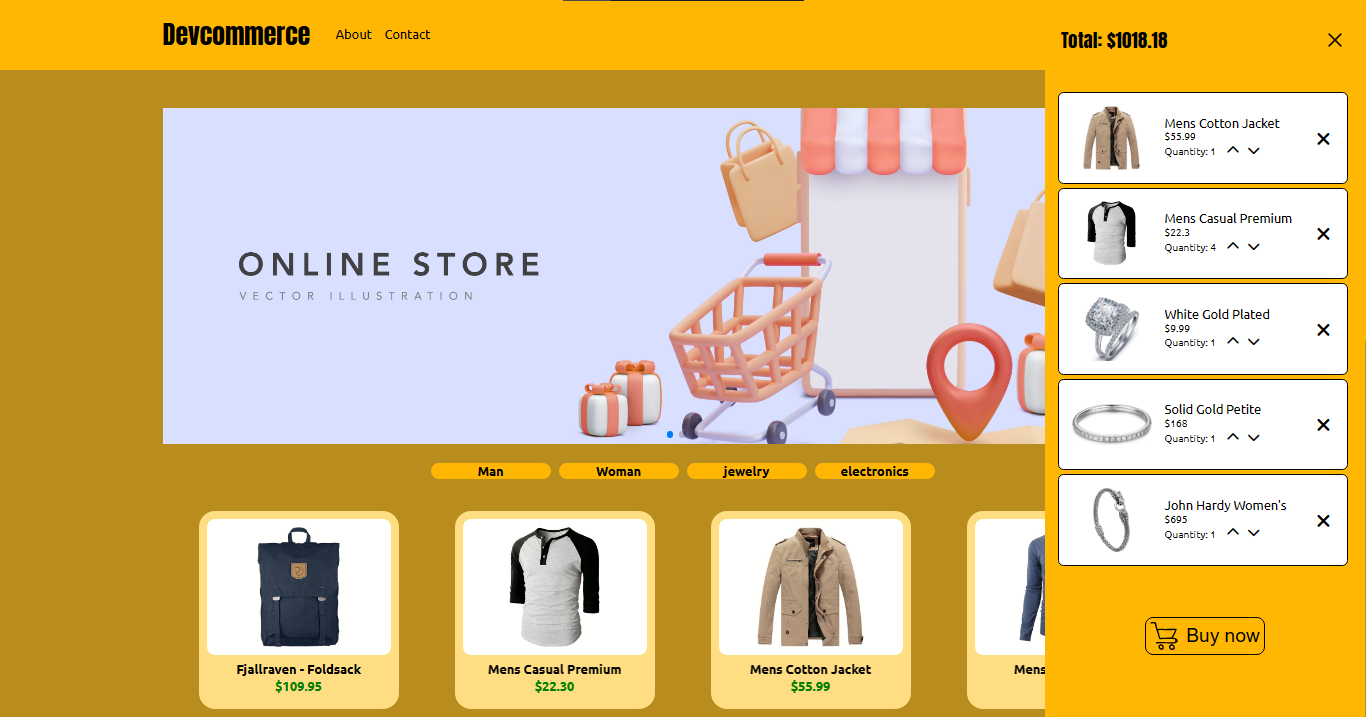 Devcommerce
About
Contact
Total: $1018.18
ONLINE STORE
VECTOR ILLUSTRATION
Man
Woman
jewelry
electronics
Fjallraven - Foldsack
$109.95
Mens Casual Premium
$22.30
Mens Cotton Jacket
$55.99
Mens
Mens Cotton Jacket
$55.99
Quantity: 1
Mens Casual Premium
$22.3
Quantity: 4
White Gold Plated
$9.99
Quantity: 1
Solid Gold Petite
$168
Quantity: 1
John Hardy Women's
$695
Quantity: 1
Buy now